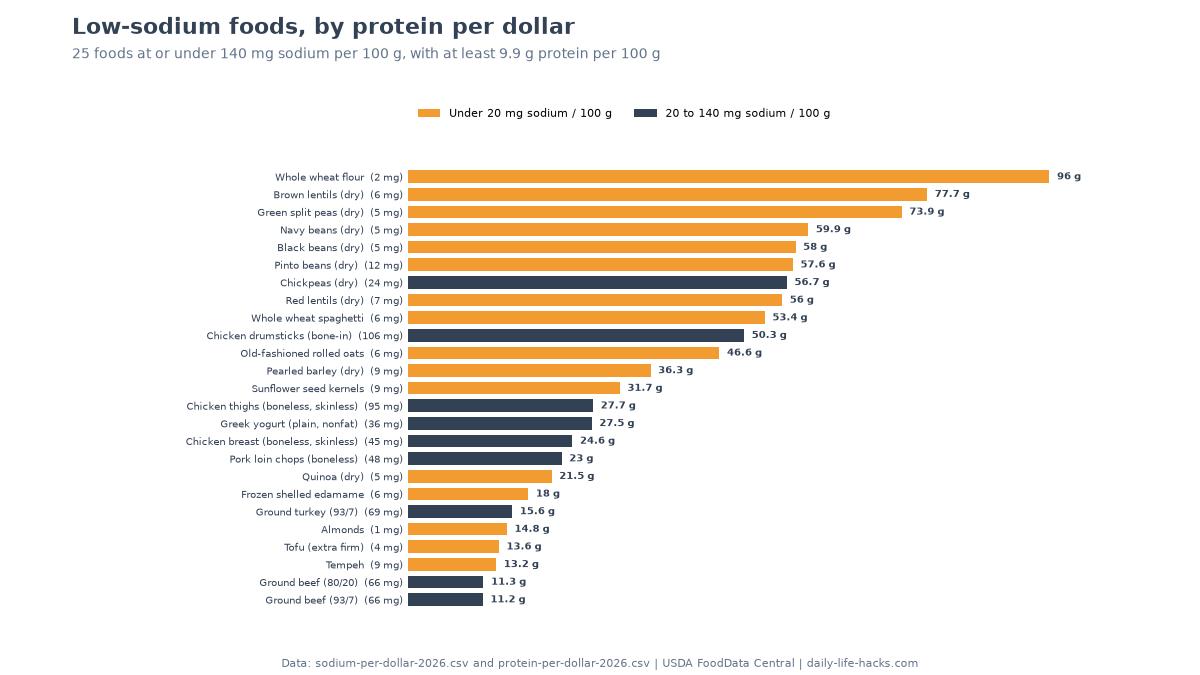 Low-sodium foods, by protein per dollar
25 foods at or under 140 mg sodium per 100 g, with at least 9.9 g protein per 100 g
Under 20 mg sodium / 100 g 20 to 140 mg sodium / 100 g
Whole wheat flour (2 mg) 96 g
Brown lentils (dry) (6 mg) 77.7 g
Green split peas (dry) (5 mg) 73.9 g
Navy beans (dry) (5 mg) 59.9 g
Black beans (dry) (5 mg) 58 g
Pinto beans (dry) (12 mg) 57.6 g
Chickpeas (dry) (24 mg) 56.7 g
Red lentils (dry) (7 mg) 56 g
Whole wheat spaghetti (6 mg) 53.4 g
Chicken drumsticks (bone-in) (106 mg) 50.3 g
Old-fashioned rolled oats (6 mg) 46.6 g
Pearled barley (dry) (9 mg) 36.3 g
Sunflower seed kernels (9 mg) 31.7 g
Chicken thighs (boneless, skinless) (95 mg) 27.7 g
Greek yogurt (plain, nonfat) (36 mg) 27.5 g
Chicken breast (boneless, skinless) (45 mg) 24.6 g
Pork loin chops (boneless) (48 mg) 23 g
Quinoa (dry) (5 mg) 21.5 g
Frozen shelled edamame (6 mg) 18 g
Ground turkey (93/7) (69 mg) 15.6 g
Almonds (1 mg) 14.8 g
Tofu (extra firm) (4 mg) 13.6 g
Tempeh (9 mg) 13.2 g
Ground beef (80/20) (66 mg) 11.3 g
Ground beef (93/7) (66 mg) 11.2 g
Data: sodium-per-dollar-2026.csv and protein-per-dollar-2026.csv | USDA FoodData Central | daily-life-hacks.com